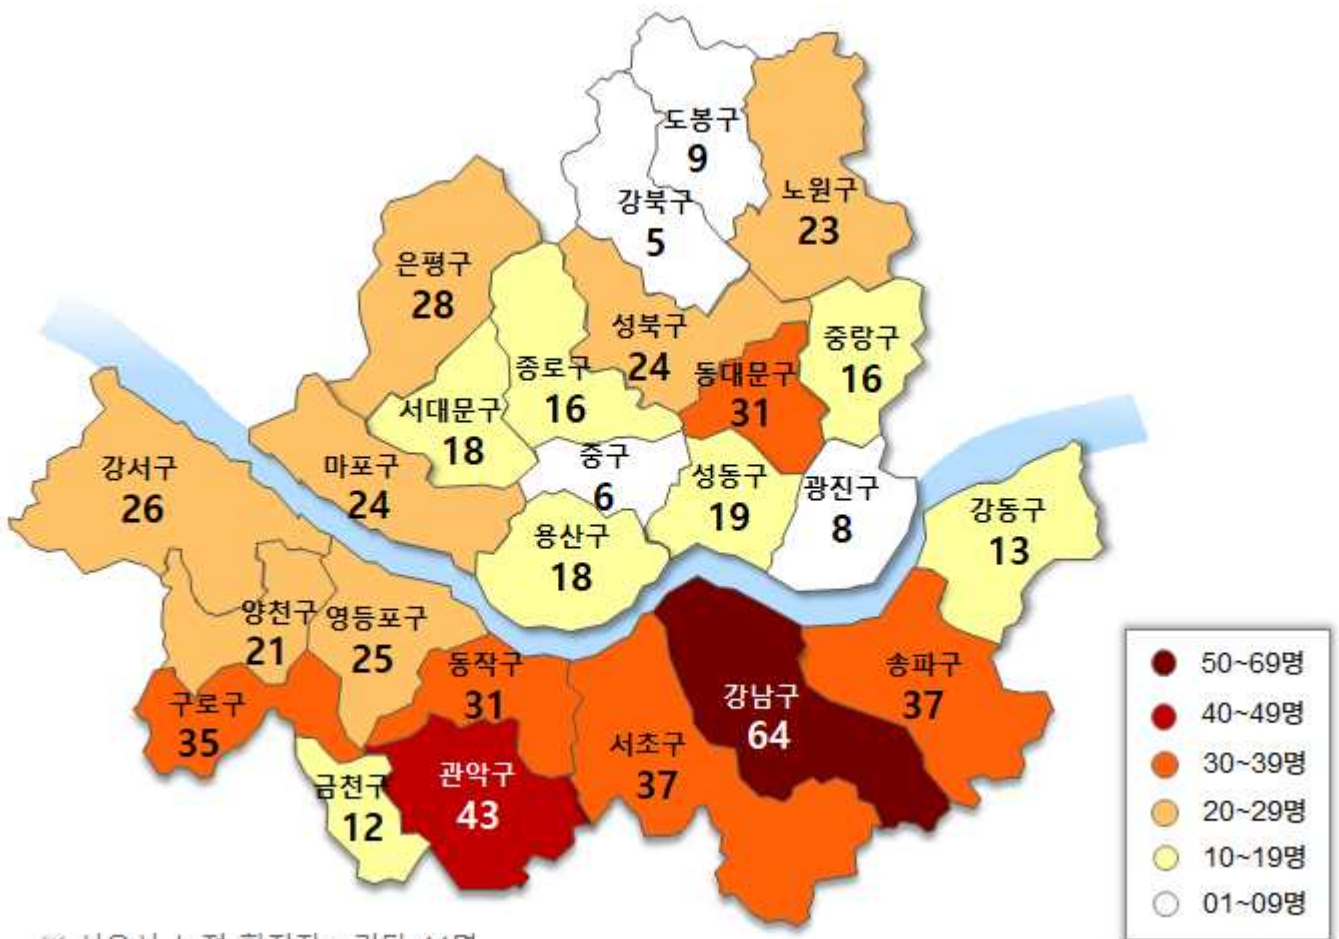 도봉구
9
강북구
5
노원구
23
은평구
28
성북구
24
중랑구
16
종로구
16
동대문구
31
서대문구
18
강서구
26
마포구
24
중구
6
성동구
19
광진구
8
강동구
13
용산구
18
양천구
21
영등포구
25
동작구
31
송파구
37
강남구
64
구로구
35
서초구
37
관악구
43
금천구
12
50~69명
40~49명
30~39명
20~29명
10~19명
01~09명